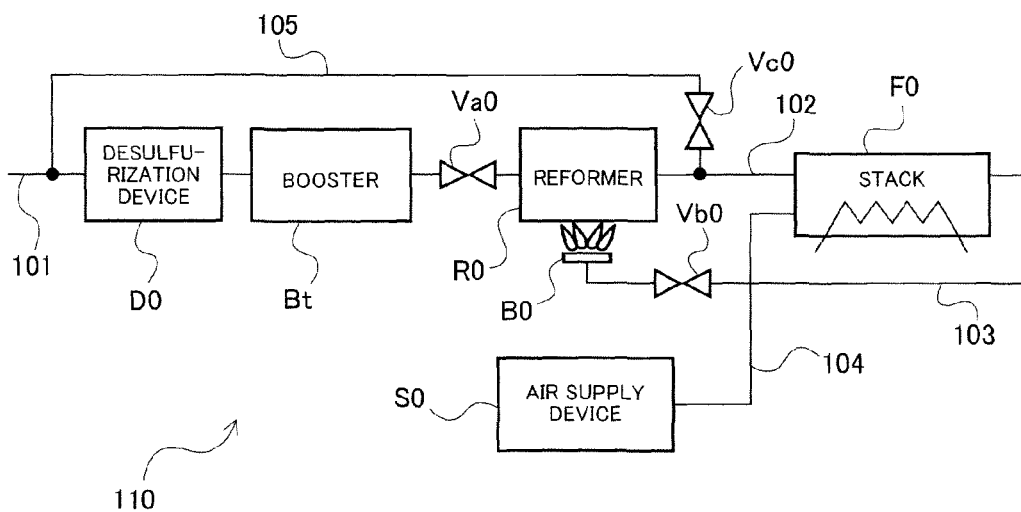 105
Vc0
F0
Va0
102
DESULFU-
RIZATION
DEVICE
BOOSTER
REFORMER
STACK
Vb0
101
D0
Bt
R0
B0
103
104
S0
AIR SUPPLY
DEVICE
110